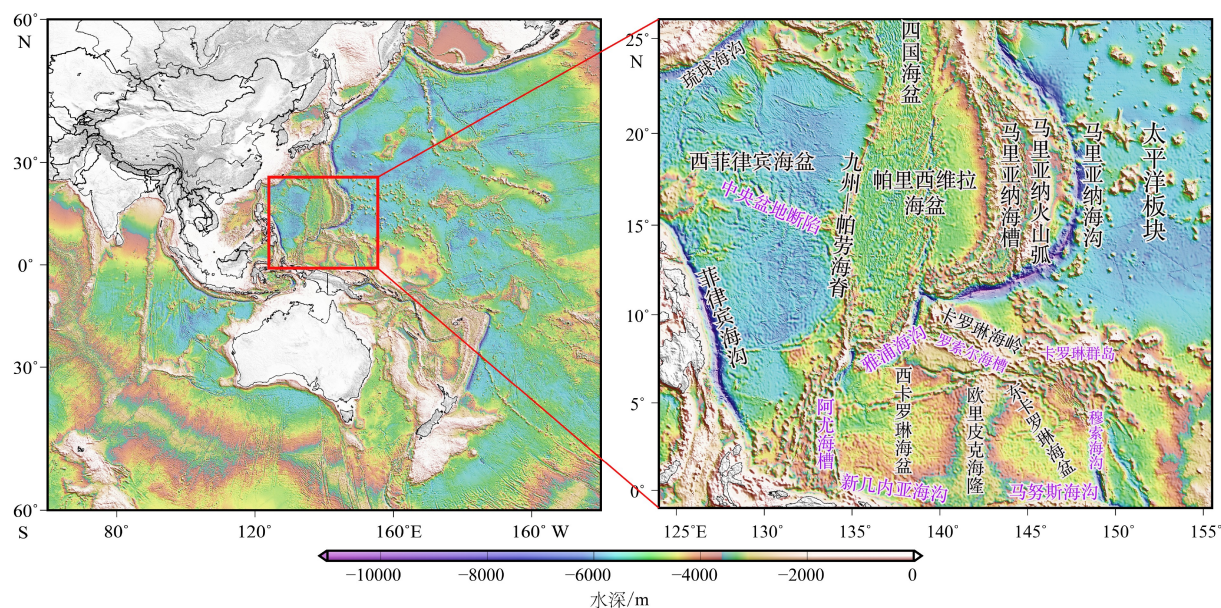 60°
N
30°
0°
30°
60°
S
80°
120°
160°E
160° W
25°
N
20°
15°
10°
5°
0°
125°E
130°
135°
140°
145°
150°
155°
琉球海沟
四国海盆
西菲律宾海盆
中央盆地断陷
九州—帕劳海脊
帕里西维拉
海盆
马里亚纳海槽
马里亚纳火山弧
马里亚纳海沟
太平洋板块
菲律宾海沟
雅浦海沟
卡罗琳海岭
罗索尔海槽
卡罗琳群岛
阿尤海槽
西卡罗琳海盆
欧里皮克海隆
东卡罗琳海盆
穆索海沟
新几内亚海沟
马努斯海沟
−10000
−8000
−6000
−4000
−2000
0
水深/m